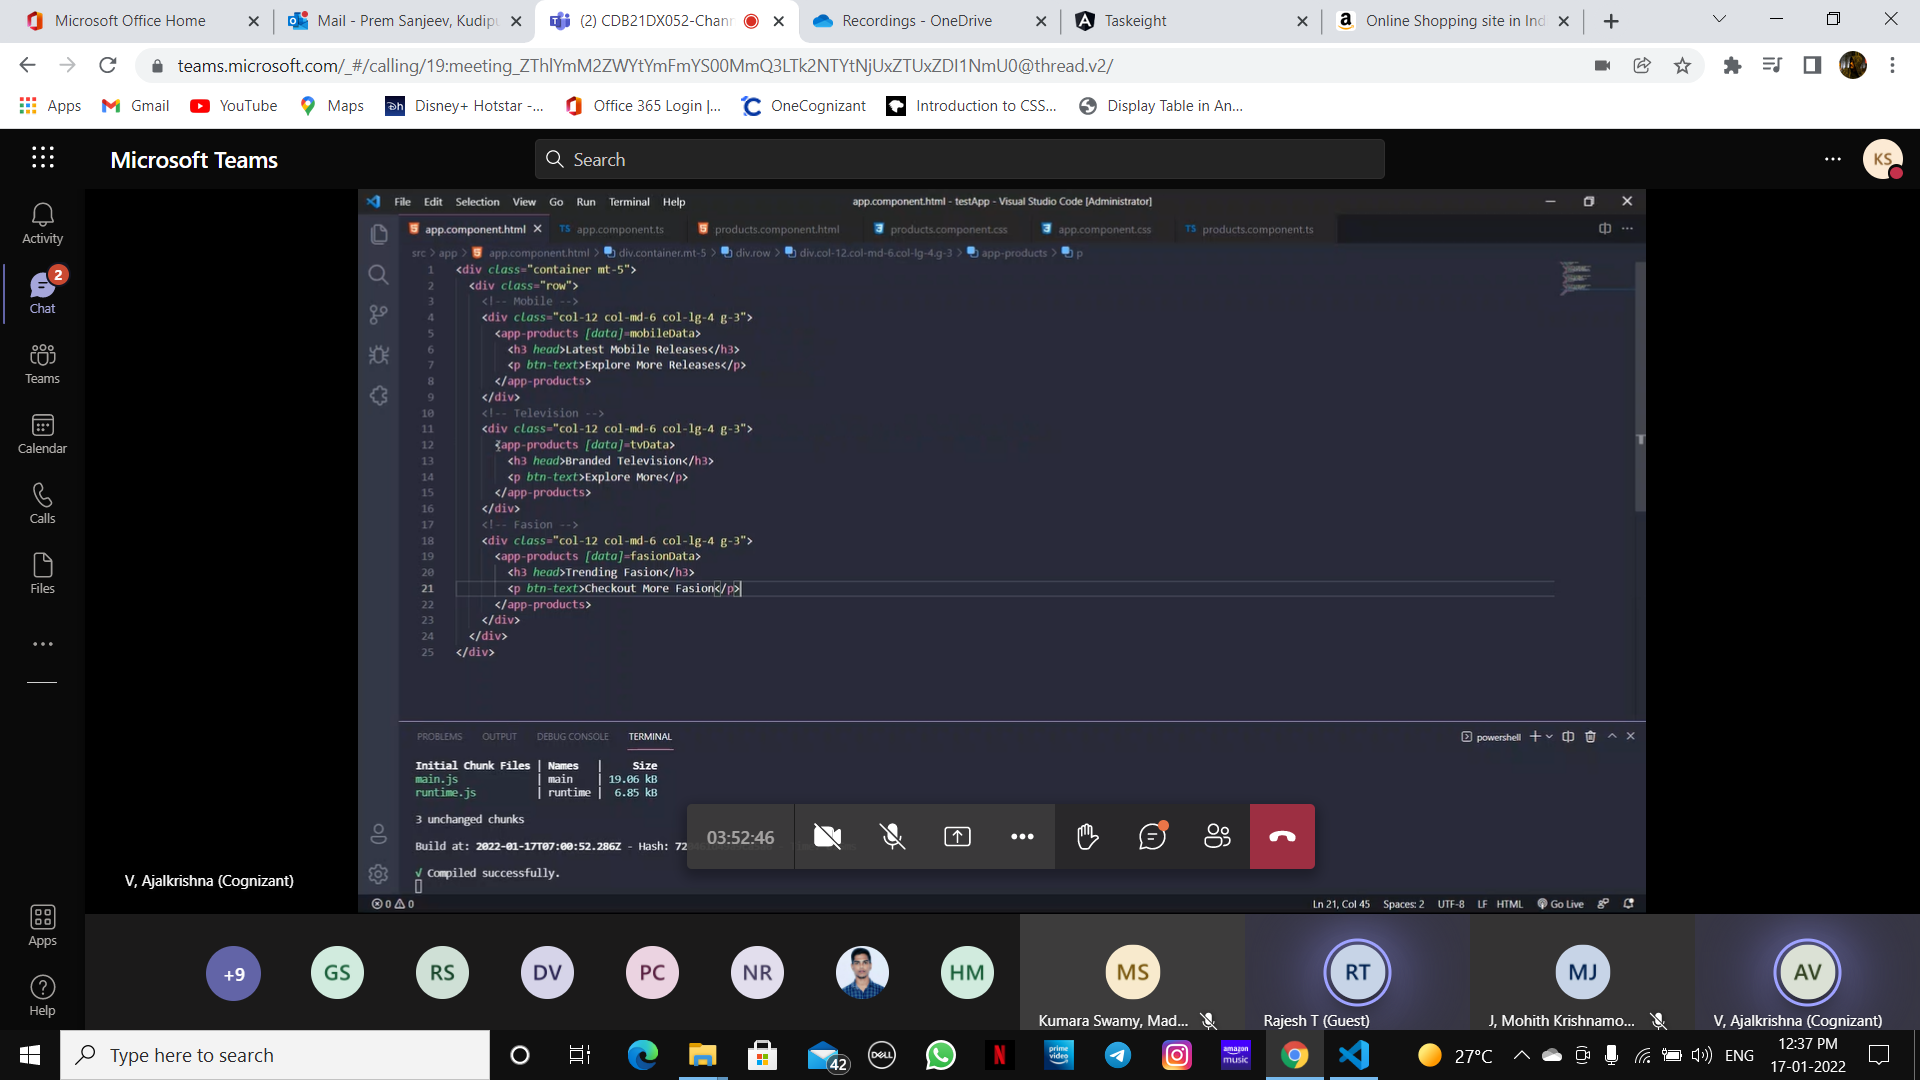 Microsoft Office Home
Mail - Prem Sanjeev, Kudipu
(2) CDB21DX052-Chann
Recordings - OneDrive
Taskeight
Online Shopping site in Ind
teams.microsoft.com/_#/calling/19:meeting_ZThlYmM2ZWYtYmFmYS00MmQ3LTk2NTYtNjUxZTUxZDI1NmU0@thread.v2/
Apps
Gmail
YouTube
Maps
Disney+ Hotstar -...
Office 365 Login |...
OneCognizant
Introduction to CSS...
Display Table in An...
Microsoft Teams
Search
KS
Activity
2
Chat
Teams
Calendar
Calls
Files
Apps
Help
File Edit Selection View Go Run Terminal Help
app.component.html - testApp - Visual Studio Code [Administrator]
app.component.html
TS app.component.ts
products.component.html
products.component.css
app.component.css
TS products.component.ts
src > app > app.component.html > div.container.mt-5 > div.row > div.col-12.col-md-6.col-lg-4.g-3 > app-products > p
1 <div class="container mt-5">
2 <div class="row">
3 <!-- Mobile -->
4 <div class="col-12 col-md-6 col-lg-4 g-3">
5 <app-products [data]=mobileData>
6 <h3 head>Latest Mobile Releases</h3>
7 <p btn-text>Explore More Releases</p>
8 </app-products>
9 </div>
10 <!-- Television -->
11 <div class="col-12 col-md-6 col-lg-4 g-3">
12 <app-products [data]=tvData>
13 <h3 head>Branded Television</h3>
14 <p btn-text>Explore More</p>
15 </app-products>
16 </div>
17 <!-- Fasion -->
18 <div class="col-12 col-md-6 col-lg-4 g-3">
19 <app-products [data]=fasionData>
20 <h3 head>Trending Fasion</h3>
21 <p btn-text>Checkout More Fasion</p>
22 </app-products>
23 </div>
24 </div>
25 </div>
PROBLEMS OUTPUT DEBUG CONSOLE TERMINAL
powershell
Initial Chunk Files | Names | Size
main.js | main | 19.06 kB
runtime.js | runtime | 6.85 kB
3 unchanged chunks
Build at: 2022-01-17T07:00:52.286Z - Hash:
√ Compiled successfully.
03:52:46
0 0
Ln 21, Col 45 Spaces: 2 UTF-8 LF HTML Go Live
V, Ajalkrishna (Cognizant)
+9
GS
RS
DV
PC
NR
HM
MS
RT
MJ
AV
Kumara Swamy, Mad...
Rajesh T (Guest)
J, Mohith Krishnamo...
V, Ajalkrishna (Cognizant)
Type here to search
42
DELL
N
prime video
amazon music
27°C
ENG
12:37 PM
17-01-2022